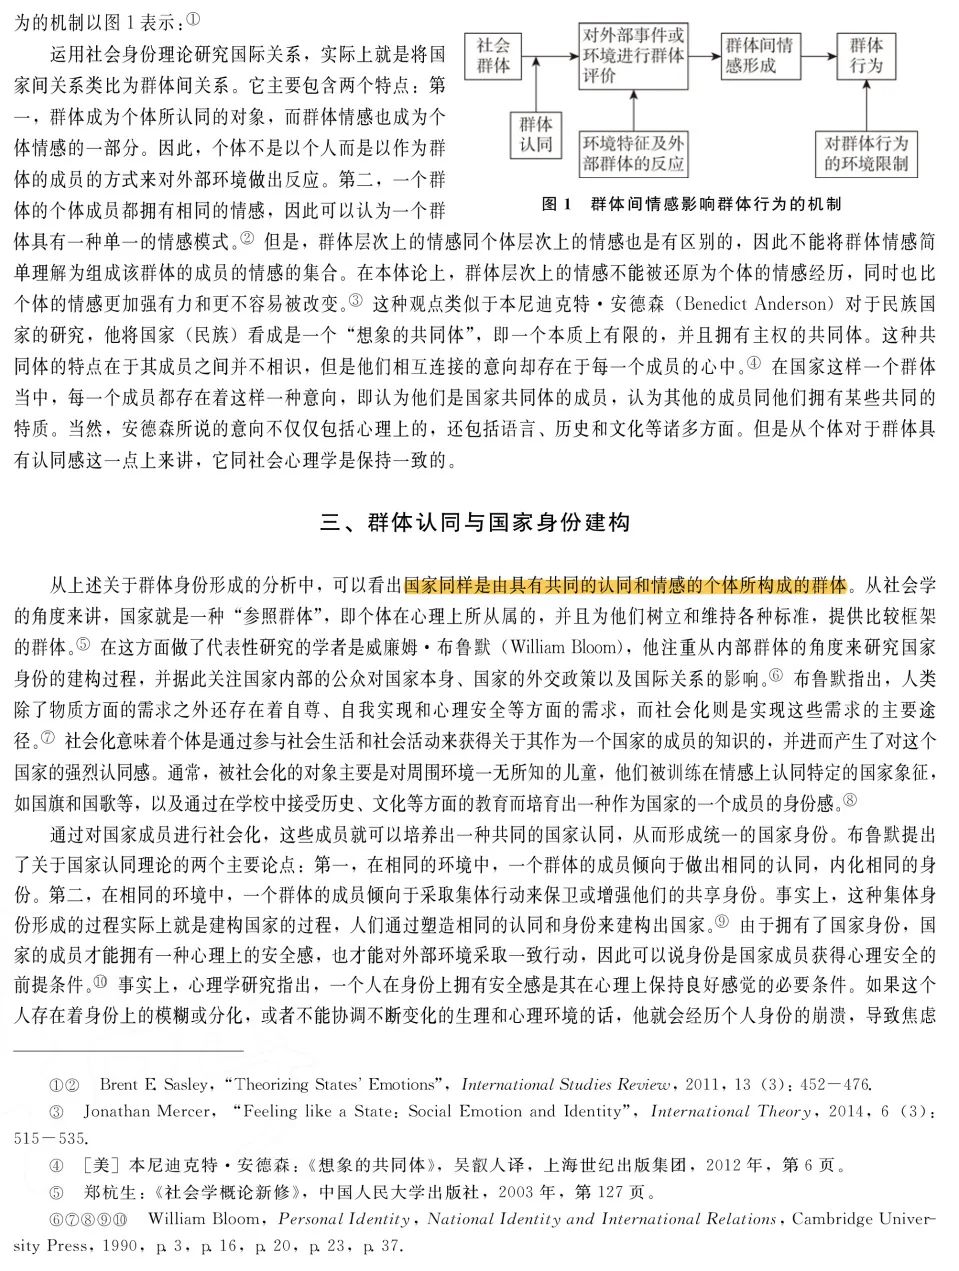 为的机制以图1表示：①
运用社会身份理论研究国际关系，实际上就是将国
家间关系类比为群体间关系。它主要包含两个特点：第
一，群体成为个体所认同的对象，而群体情感也成为个
体情感的一部分。因此，个体不是以个人而是以作为群
体的成员的方式来对外部环境做出反应。第二，一个群
体的个体成员都拥有相同的情感，因此可以认为一个群
社会
群体
对外部事件或
环境进行群体
评价
群体间情
感形成
群体
行为
群体
认同
环境特征及外
部群体的反应
对群体行为
的环境限制
图1 群体间情感影响群体行为的机制
体具有一种单一的情感模式。② 但是，群体层次上的情感同个体层次上的情感也是有区别的，因此不能将群体情感简
单理解为组成该群体的成员的情感的集合。在本体论上，群体层次上的情感不能被还原为个体的情感经历，同时也比
个体的情感更加强有力和更不容易被改变。③ 这种观点类似于本尼迪克特·安德森（Benedict Anderson）对于民族国
家的研究，他将国家（民族）看成是一个“想象的共同体”，即一个本质上有限的，并且拥有主权的共同体。这种共
同体的特点在于其成员之间并不相识，但是他们相互连接的意向却存在于每一个成员的心中。④ 在国家这样一个群体
当中，每一个成员都存在着这样一种意向，即认为他们是国家共同体的成员，认为其他的成员同他们拥有某些共同的
特质。当然，安德森所说的意向不仅仅包括心理上的，还包括语言、历史和文化等诸多方面。但是从个体对于群体具
有认同感这一点上来讲，它同社会心理学是保持一致的。
三、群体认同与国家身份建构
从上述关于群体身份形成的分析中，可以看出国家同样是由具有共同的认同和情感的个体所构成的群体。从社会学
的角度来讲，国家就是一种“参照群体”，即个体在心理上所从属的，并且为他们树立和维持各种标准，提供比较框架
的群体。⑤ 在这方面做了代表性研究的学者是威廉姆·布鲁默（William Bloom），他注重从内部群体的角度来研究国家
身份的建构过程，并据此关注国家内部的公众对国家本身、国家的外交政策以及国际关系的影响。⑥ 布鲁默指出，人类
除了物质方面的需求之外还存在着自尊、自我实现和心理安全等方面的需求，而社会化则是实现这些需求的主要途
径。⑦ 社会化意味着个体是通过参与社会生活和社会活动来获得关于其作为一个国家的成员的知识的，并进而产生了对这个
国家的强烈认同感。通常，被社会化的对象主要是对周围环境一无所知的儿童，他们被训练在情感上认同特定的国家象征，
如国旗和国歌等，以及通过在学校中接受历史、文化等方面的教育而培育出一种作为国家的一个成员的身份感。⑧
通过对国家成员进行社会化，这些成员就可以培养出一种共同的国家认同，从而形成统一的国家身份。布鲁默提出
了关于国家认同理论的两个主要论点：第一，在相同的环境中，一个群体的成员倾向于做出相同的认同，内化相同的身
份。第二，在相同的环境中，一个群体的成员倾向于采取集体行动来保卫或增强他们的共享身份。事实上，这种集体身
份形成的过程实际上就是建构国家的过程，人们通过塑造相同的认同和身份来建构出国家。⑨ 由于拥有了国家身份，国
家的成员才能拥有一种心理上的安全感，也才能对外部环境采取一致行动，因此可以说身份是国家成员获得心理安全的
前提条件。⑩ 事实上，心理学研究指出，一个人在身份上拥有安全感是其在心理上保持良好感觉的必要条件。如果这个
人存在着身份上的模糊或分化，或者不能协调不断变化的生理和心理环境的话，他就会经历个人身份的崩溃，导致焦虑
①② Brent E. Sasley，“Theorizing States' Emotions”，International Studies Review，2011，13（3）：452－476.
③ Jonathan Mercer，“Feeling like a State：Social Emotion and Identity”，International Theory，2014，6（3）：
515－535.
④ ［美］本尼迪克特·安德森：《想象的共同体》，吴叡人译，上海世纪出版集团，2012年，第6页。
⑤ 郑杭生：《社会学概论新修》，中国人民大学出版社，2003年，第127页。
⑥⑦⑧⑨⑩ William Bloom，Personal Identity，National Identity and International Relations，Cambridge Univer-
sity Press，1990，p. 3，p. 16，p. 20，p. 23，p. 37.